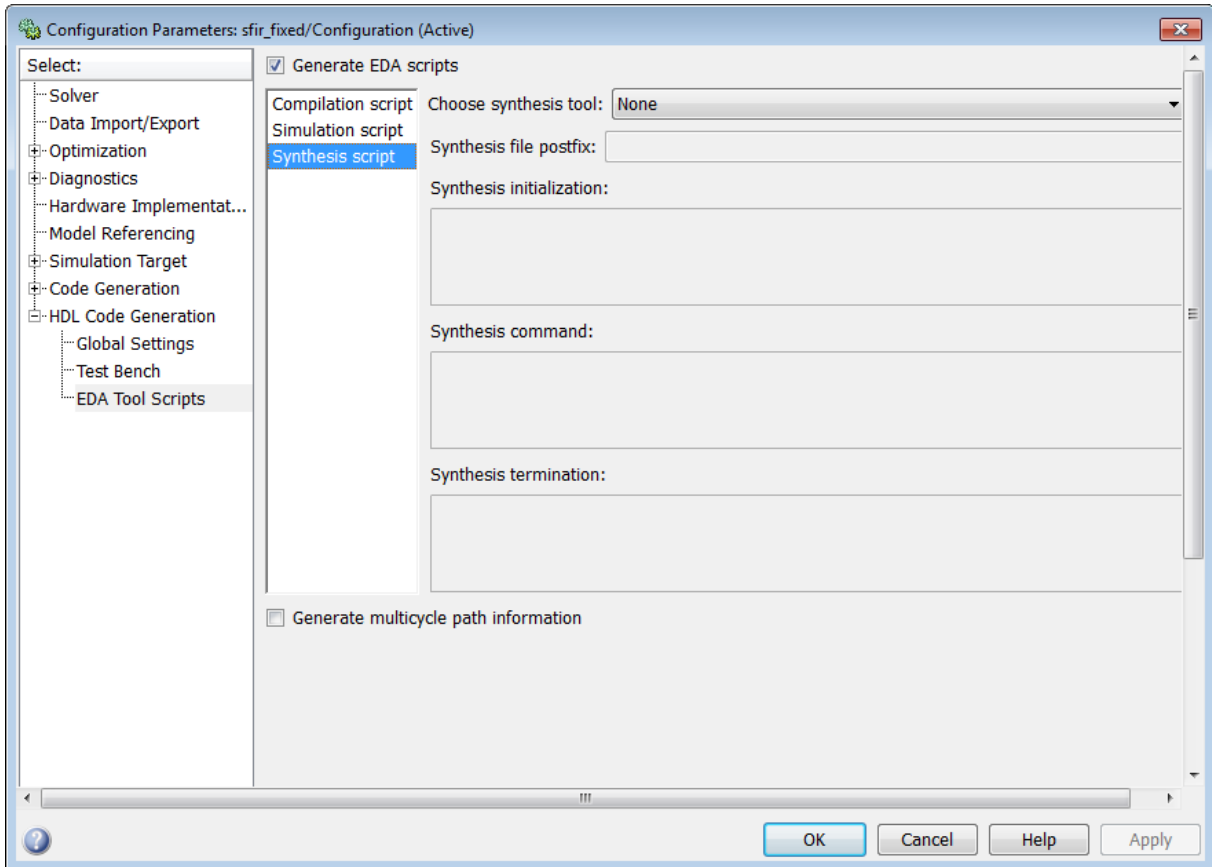 Configuration Parameters: sfir_fixed/Configuration (Active)
Select:
Solver
Data Import/Export
Optimization
Diagnostics
Hardware Implementat...
Model Referencing
Simulation Target
Code Generation
HDL Code Generation
Global Settings
Test Bench
EDA Tool Scripts
Generate EDA scripts
Compilation script
Simulation script
Synthesis script
Choose synthesis tool: None
Synthesis file postfix:
Synthesis initialization:
Synthesis command:
Synthesis termination:
Generate multicycle path information
OK Cancel Help Apply